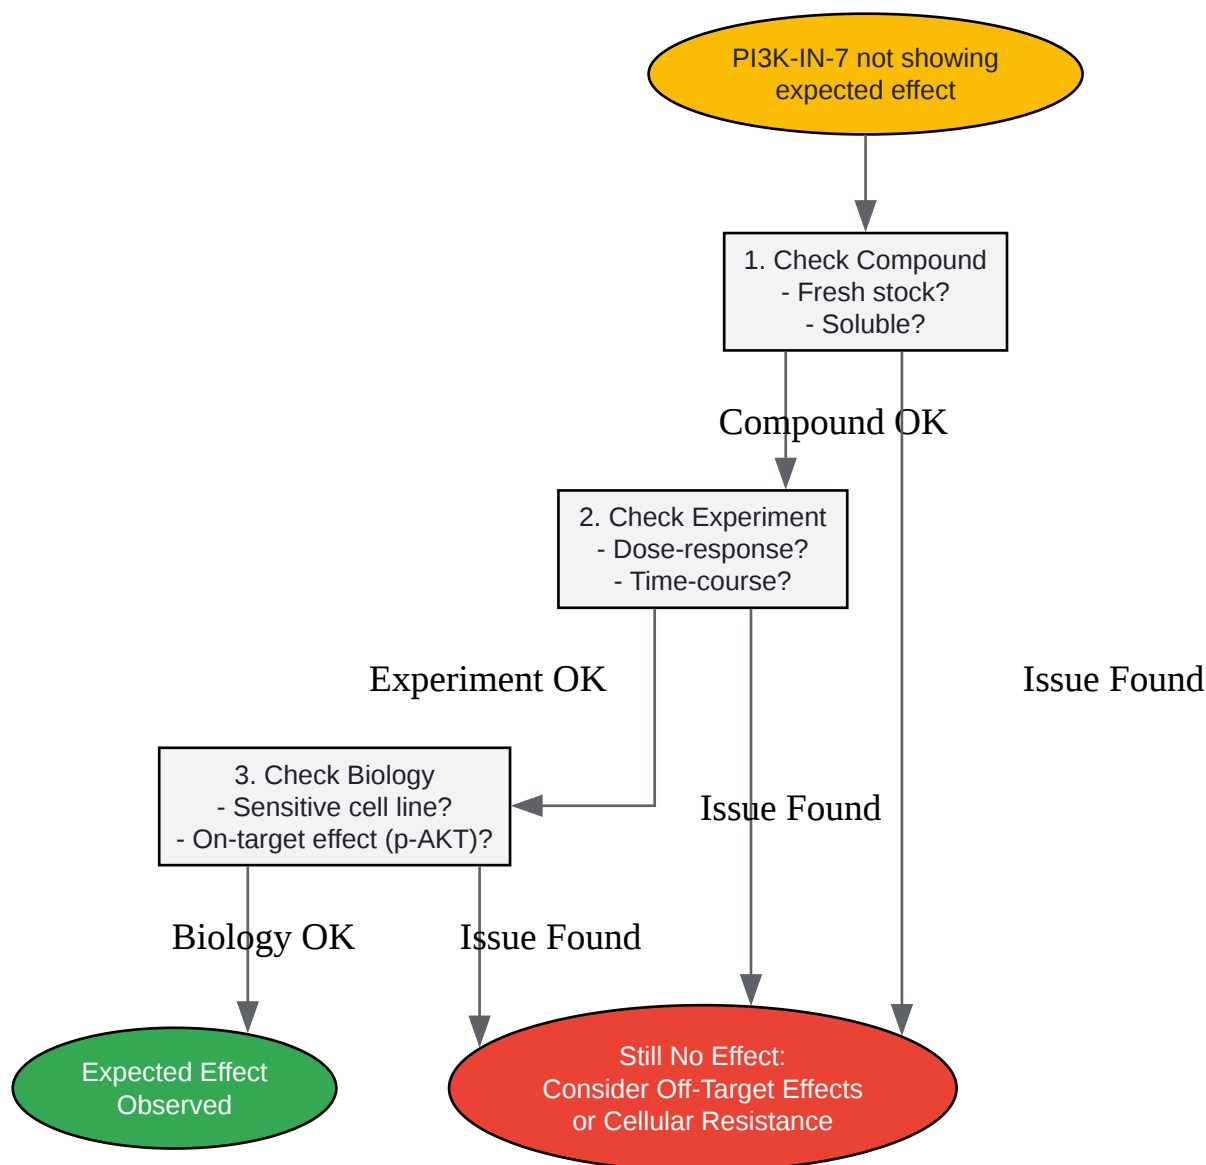 PI3K-IN-7 not showing
expected effect
1. Check Compound
- Fresh stock?
- Soluble?
Compound OK
2. Check Experiment
- Dose-response?
- Time-course?
Experiment OK
Issue Found
3. Check Biology
- Sensitive cell line?
- On-target effect (p-AKT)?
Issue Found
Biology OK
Issue Found
Expected Effect
Observed
Still No Effect:
Consider Off-Target Effects
or Cellular Resistance